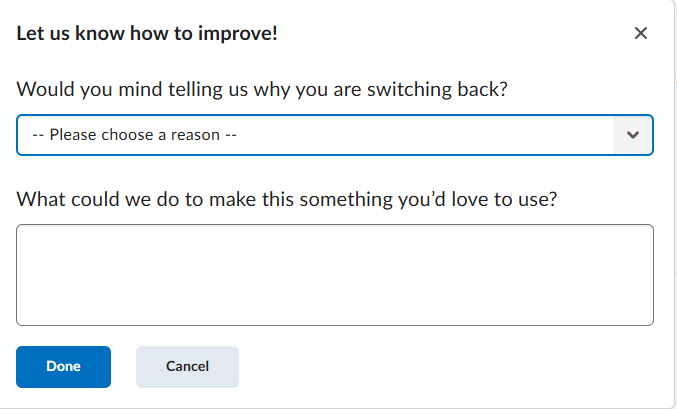 Let us know how to improve!
Would you mind telling us why you are switching back?
-- Please choose a reason --
What could we do to make this something you’d love to use?
Done
Cancel